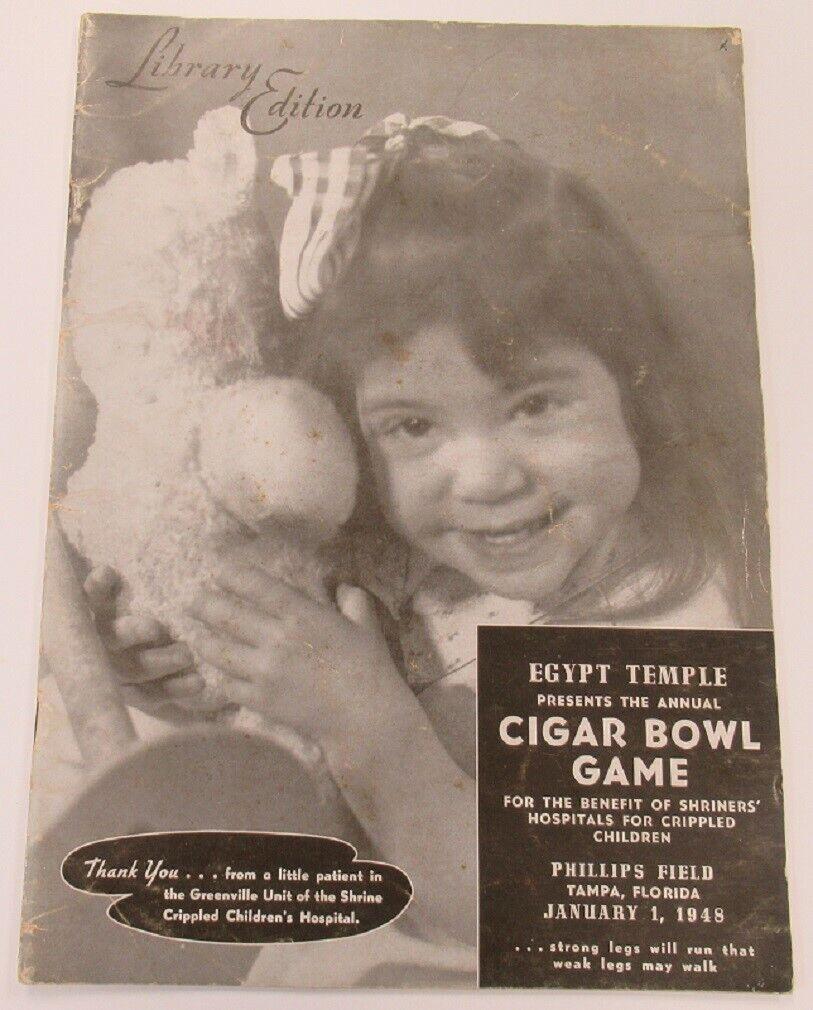 Library
Edition
EGYPT TEMPLE
PRESENTS THE ANNUAL
CIGAR BOWL
GAME
FOR THE BENEFIT OF SHRINERS'
HOSPITALS FOR CRIPPLED
CHILDREN
PHILLIPS FIELD
TAMPA, FLORIDA
JANUARY 1, 1948
. . . strong legs will run that
weak legs may walk
Thank You . . . from a little patient in
the Greenville Unit of the Shrine
Crippled Children's Hospital.